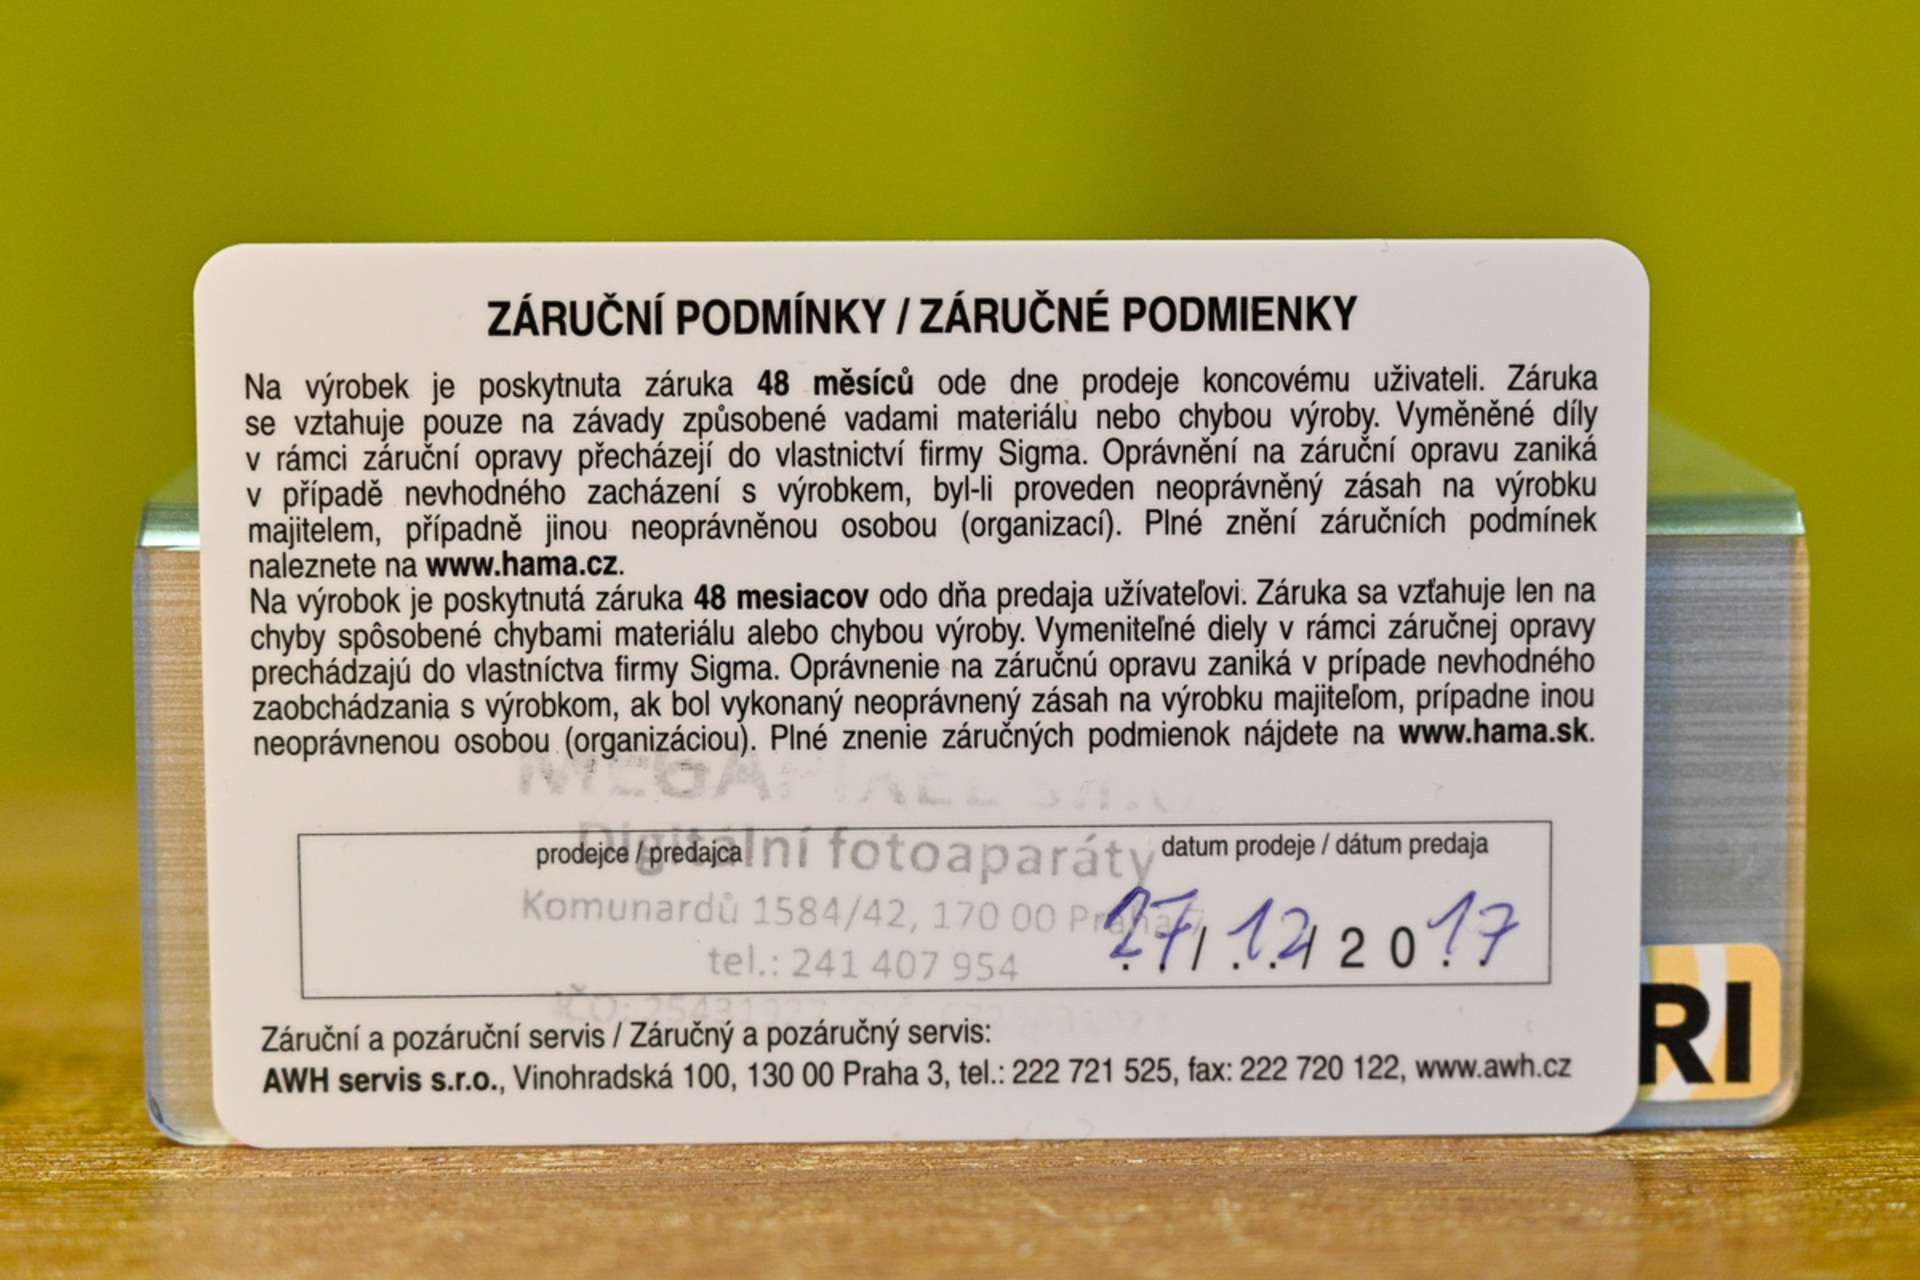 ZÁRUČNÍ PODMÍNKY / ZÁRUČNÉ PODMIENKY
Na výrobek je poskytnuta záruka 48 měsíců ode dne prodeje koncovému uživateli. Záruka
se vztahuje pouze na závady způsobené vadami materiálu nebo chybou výroby. Vyměněné díly
v rámci záruční opravy přecházejí do vlastnictví firmy Sigma. Oprávnění na záruční opravu zaniká
v případě nevhodného zacházení s výrobkem, byl-li proveden neoprávněný zásah na výrobku
majitelem, případně jinou neoprávněnou osobou (organizací). Plné znění záručních podmínek
naleznete na www.hama.cz.
Na výrobok je poskytnutá záruka 48 mesiacov odo dňa predaja užívateľovi. Záruka sa vzťahuje len na
chyby spôsobené chybami materiálu alebo chybou výroby. Vymeniteľné diely v rámci záručnej opravy
prechádzajú do vlastníctva firmy Sigma. Oprávnenie na záručnú opravu zaniká v prípade nevhodného
zaobchádzania s výrobkom, ak bol vykonaný neoprávnený zásah na výrobku majiteľom, prípadne inou
neoprávnenou osobou (organizáciou). Plné znenie záručných podmienok nájdete na www.hama.sk.
MEGAPIXEL s.r.o.
Digitální fotoaparáty
prodejce / predajca
datum prodeje / dátum predaja
Komunardů 1584/42, 170 00 Praha 7
27/12/2017
tel.: 241 407 954
IČO:
Záruční a pozáruční servis / Záručný a pozáručný servis:
AWH servis s.r.o., Vinohradská 100, 130 00 Praha 3, tel.: 222 721 525, fax: 222 720 122, www.awh.cz
RI